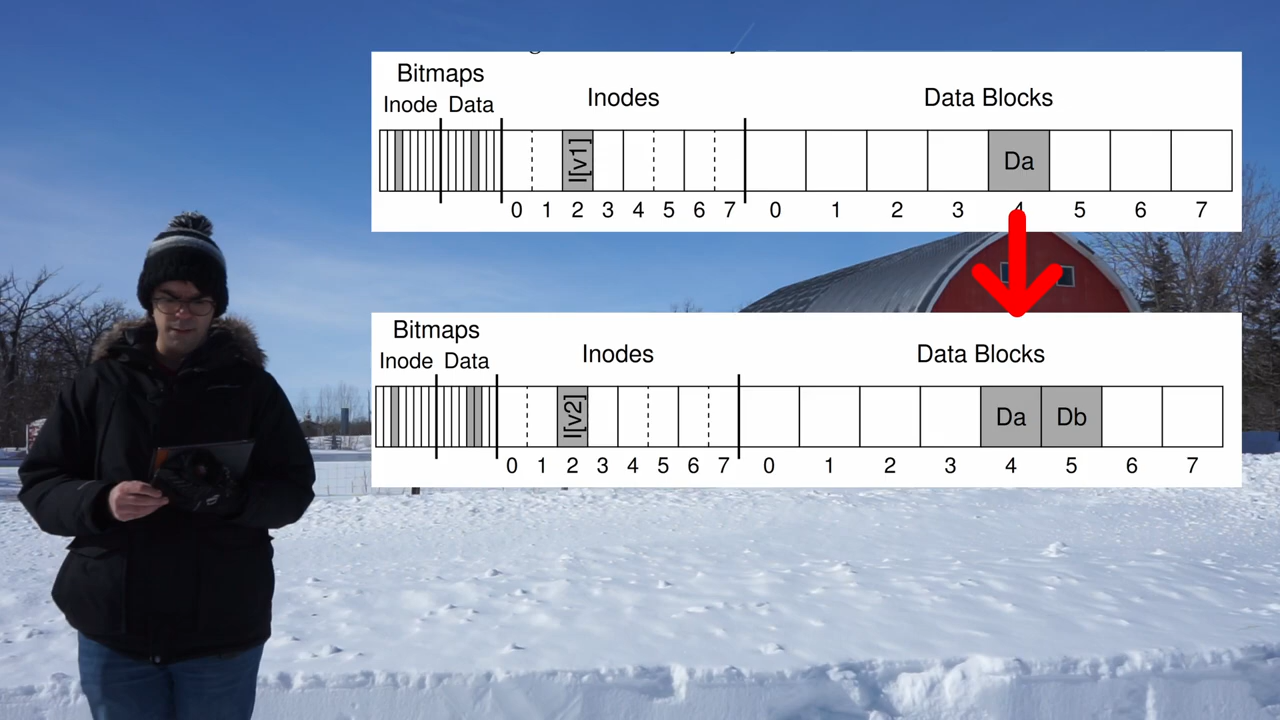 Bitmaps
Inode Data Inodes Data Blocks
I[v1] Da
0 1 2 3 4 5 6 7 0 1 2 3 4 5 6 7
Bitmaps
Inode Data Inodes Data Blocks
I[v2] Da Db
0 1 2 3 4 5 6 7 0 1 2 3 4 5 6 7